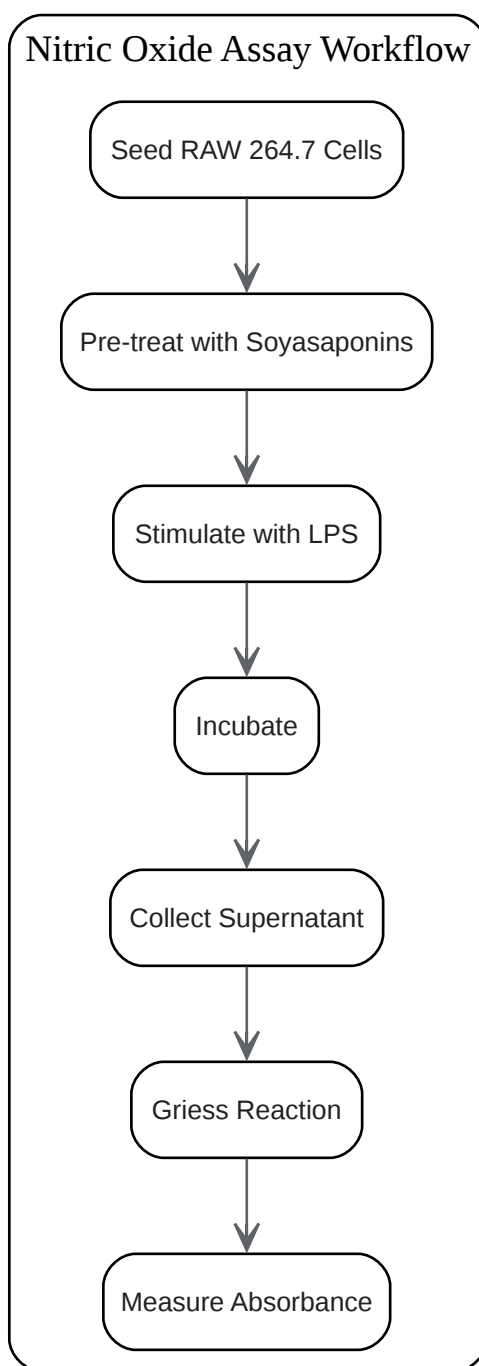 Nitric Oxide Assay Workflow
Seed RAW 264.7 Cells
Pre-treat with Soyasaponins
Stimulate with LPS
Incubate
Collect Supernatant
Griess Reaction
Measure Absorbance